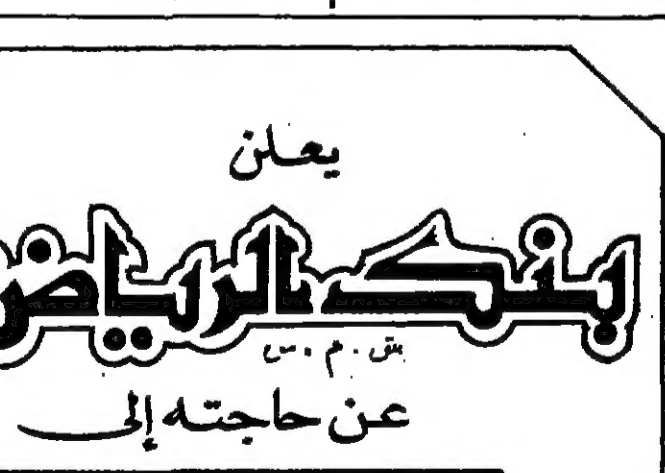 يعلن
بنك الرياض
ش . م . س
عن حاجته إلى